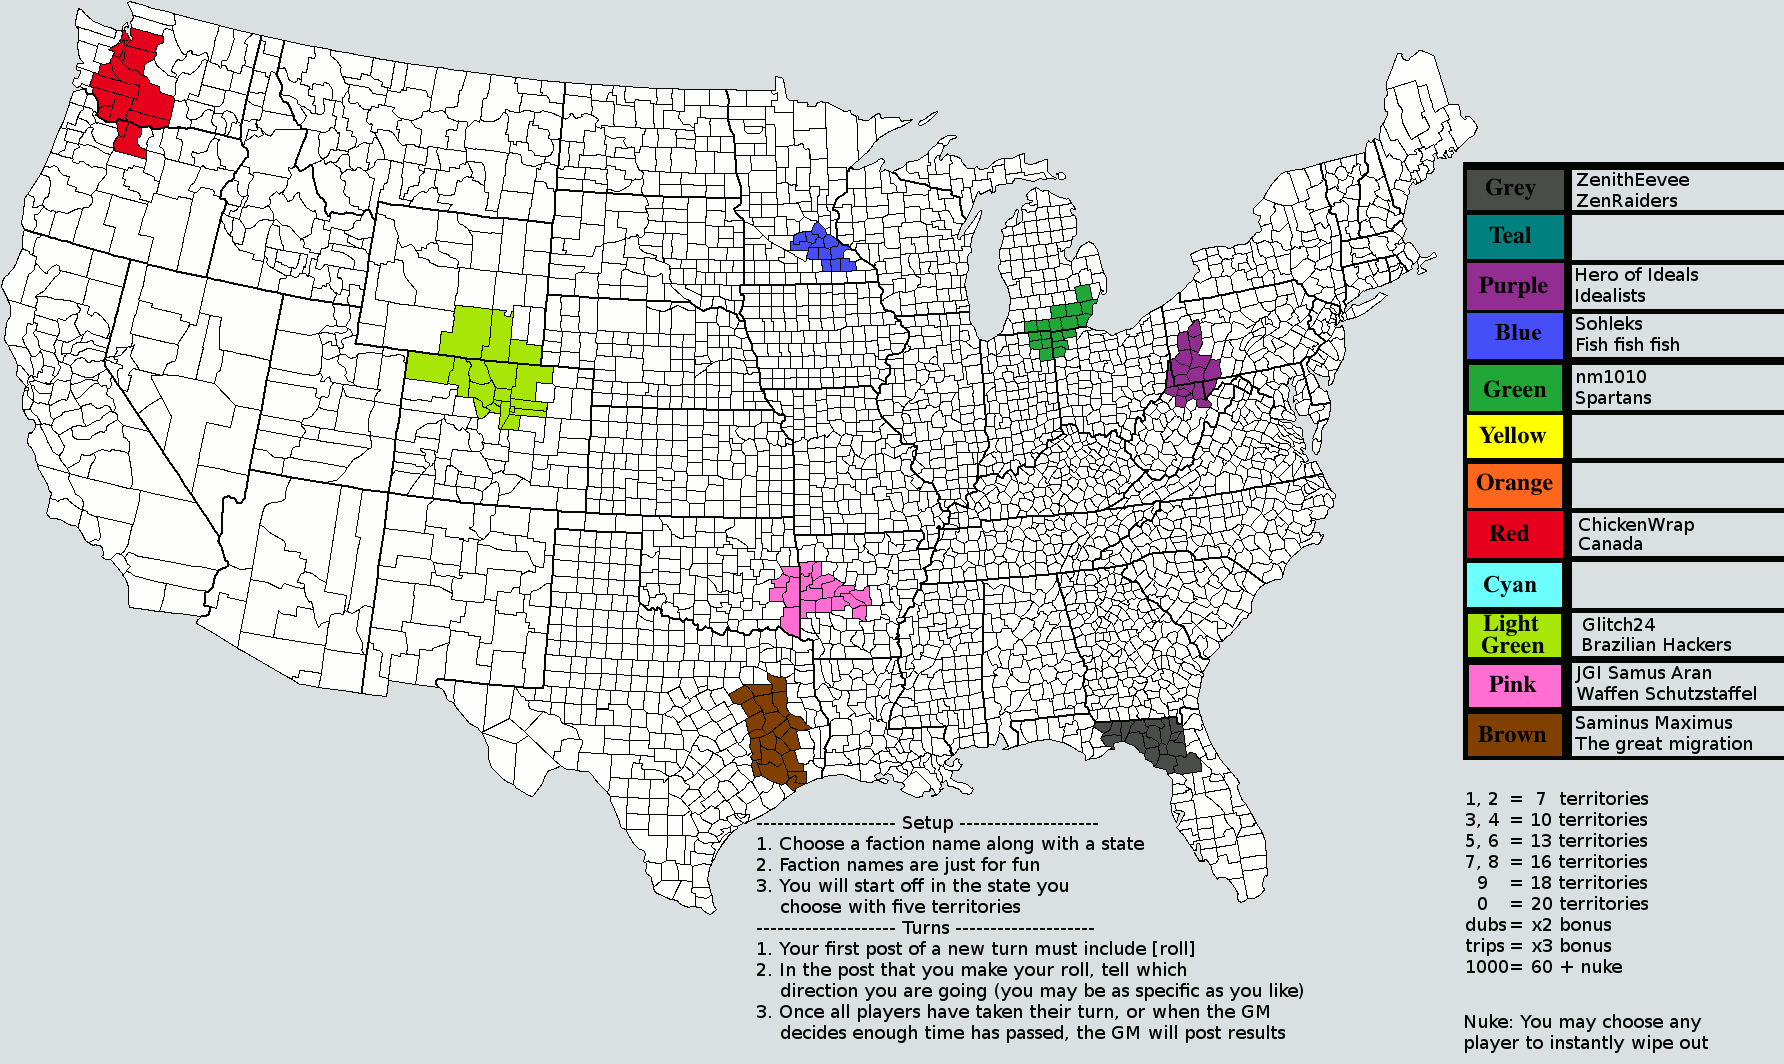 Grey
ZenithEevee
ZenRaiders
Teal
Purple
Hero of Ideals
Idealists
Blue
Sohleks
Fish fish fish
Green
nm1010
Spartans
Yellow
Orange
Red
ChickenWrap
Canada
Cyan
Light
Green
Glitch24
Brazilian Hackers
Pink
JGI Samus Aran
Waffen Schutzstaffel
Brown
Saminus Maximus
The great migration
-------------------- Setup --------------------
1. Choose a faction name along with a state
2. Faction names are just for fun
3. You will start off in the state you
choose with five territories
-------------------- Turns --------------------
1. Your first post of a new turn must include [roll]
2. In the post that you make your roll, tell which
direction you are going (you may be as specific as you like)
3. Once all players have taken their turn, or when the GM
decides enough time has passed, the GM will post results
1, 2 = 7 territories
3, 4 = 10 territories
5, 6 = 13 territories
7, 8 = 16 territories
9 = 18 territories
0 = 20 territories
dubs= x2 bonus
trips= x3 bonus
1000= 60 + nuke
Nuke: You may choose any
player to instantly wipe out